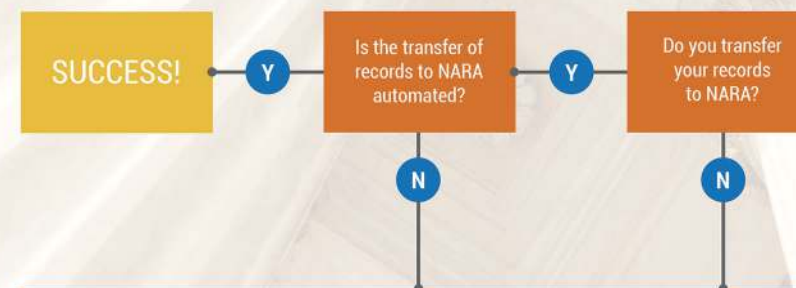 SUCCESS!
Y
Is the transfer of
records to NARA
automated?
Y
Do you transfer
your records
to NARA?
N
N